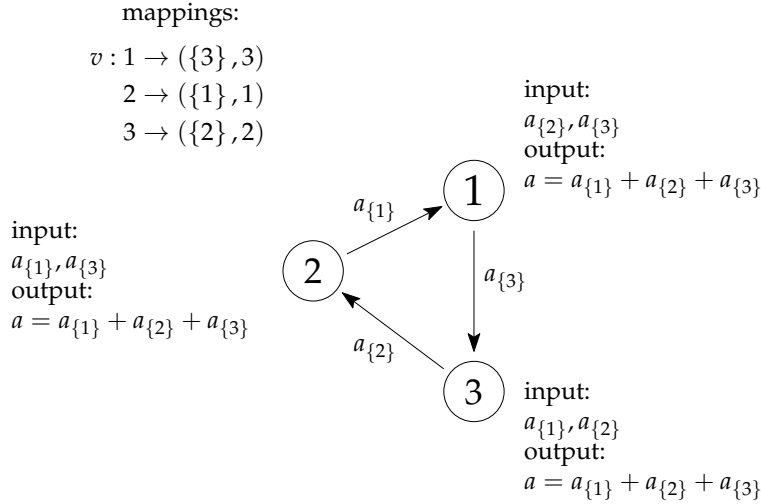 mappings:
v : 1 → ({3}, 3)
2 → ({1}, 1)
3 → ({2}, 2)
input:
a_{2}, a_{3}
output:
a = a_{1} + a_{2} + a_{3}
1
a_{1}
input:
a_{1}, a_{3}
output:
a = a_{1} + a_{2} + a_{3}
2
a_{3}
a_{2}
3
input:
a_{1}, a_{2}
output:
a = a_{1} + a_{2} + a_{3}